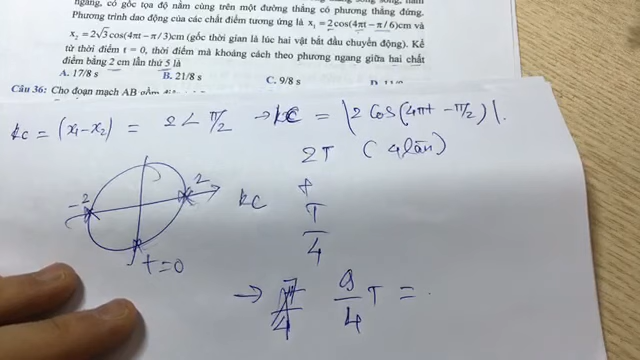 ngang, có gốc tọa độ nằm cùng trên một đường thẳng có phương thẳng đứng.
Phương trình dao động của các chất điểm tương ứng là x₁ = 2cos(4πt − π/6)cm và
x₂ = 2√3 cos(4πt − π/3)cm (gốc thời gian là lúc hai vật bắt đầu chuyển động). Kể
từ thời điểm t = 0, thời điểm mà khoảng cách theo phương ngang giữa hai chất
điểm bằng 2 cm lần thứ 5 là
A. 17/8 s B. 21/8 s C. 9/8 s
Câu 36: Cho đoạn mạch AB gồm
kc = (x₁ − x₂) = 2∠π/2 → kc = |2 cos(4πt − π/2)|.
2T (4 lần)
−2 2 kc +
T/4
t=0
→ 9/4 T =